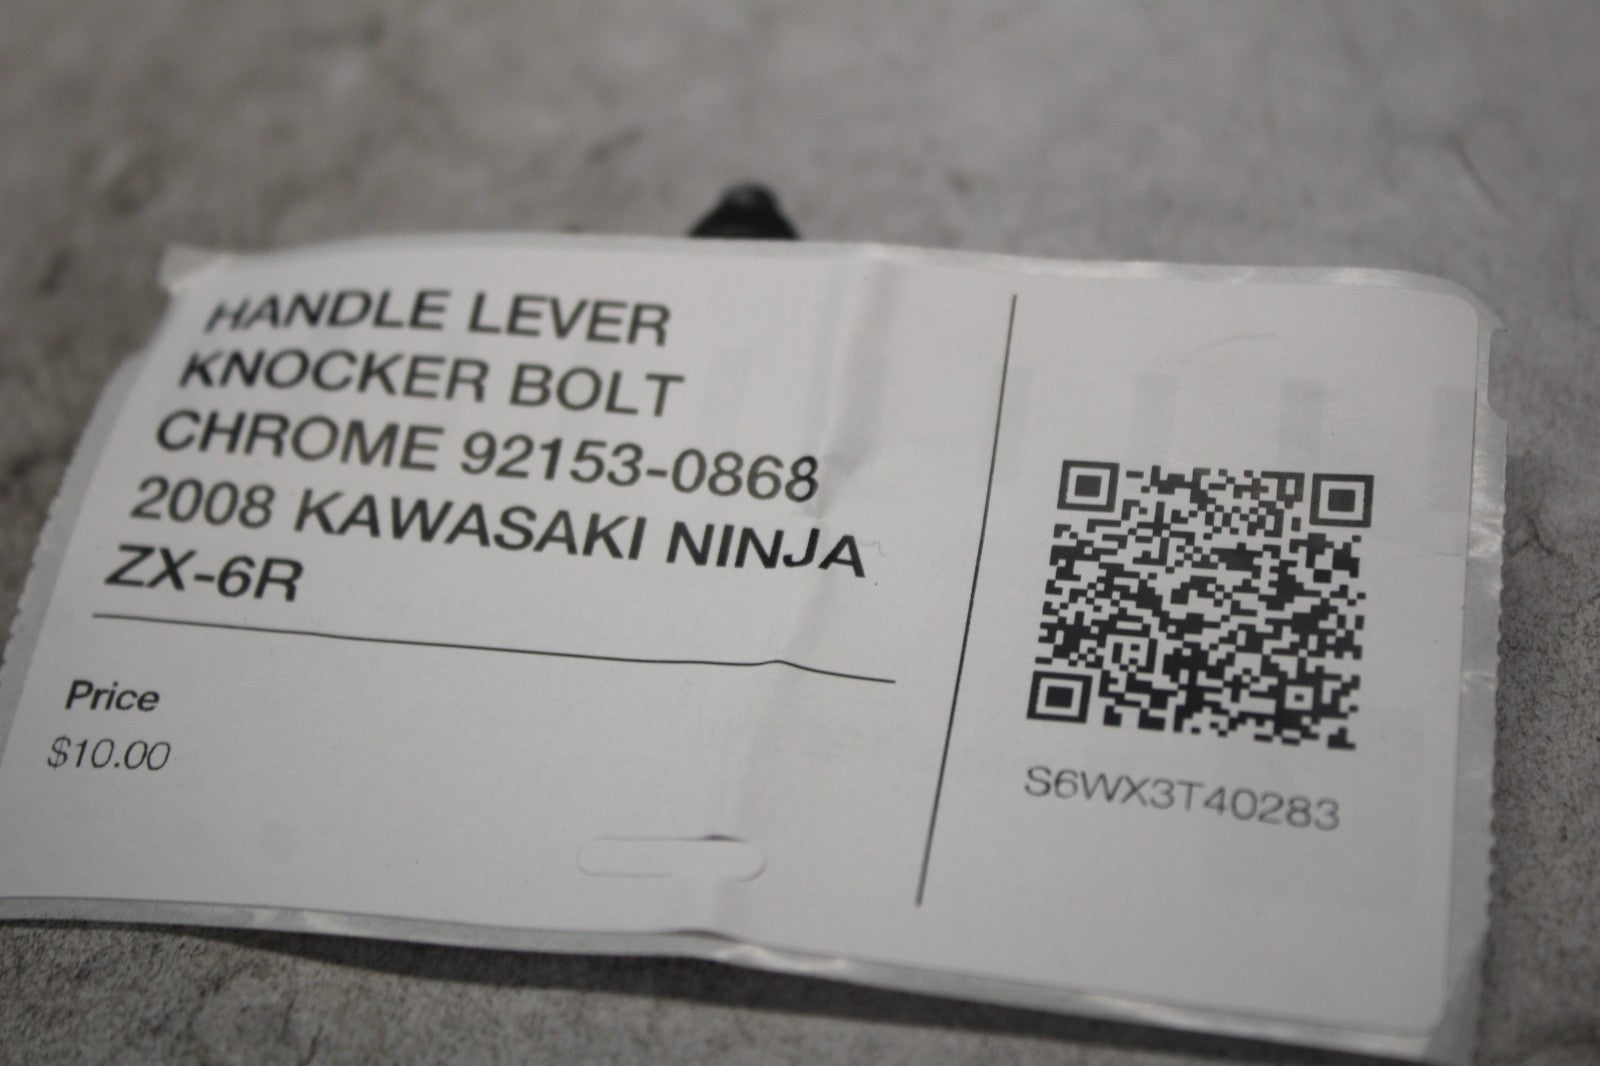 HANDLE LEVER
KNOCKER BOLT
CHROME 92153-0868
2008 KAWASAKI NINJA
ZX-6R
Price
$10.00
S6WX3T40283